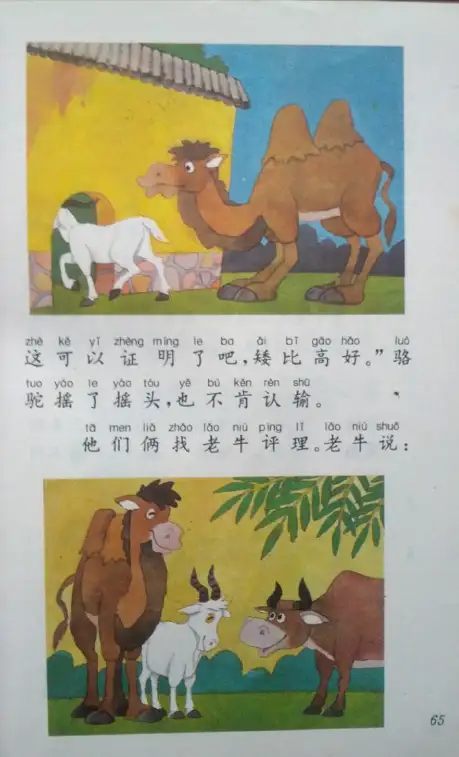 zhè kě yǐ zhèng míng le ba ǎi bǐ gāo hǎo luò
这可以证明了吧，矮比高好。”骆
tuo yáo le yáo tóu yě bù kěn rèn shū
驼摇了摇头，也不肯认输。
tā men liǎ zhǎo lǎo niú píng lǐ lǎo niú shuō
他们俩找老牛评理。老牛说：
65